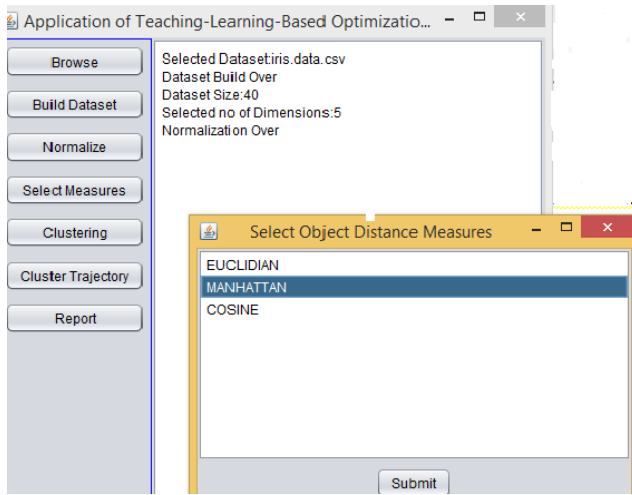 Application of Teaching-Learning-Based Optimizatio...
Browse
Build Dataset
Normalize
Select Measures
Clustering
Cluster Trajectory
Report
Selected Dataset:iris.data.csv
Dataset Build Over
Dataset Size:40
Selected no of Dimensions:5
Normalization Over
Select Object Distance Measures
EUCLIDIAN
MANHATTAN
COSINE
Submit